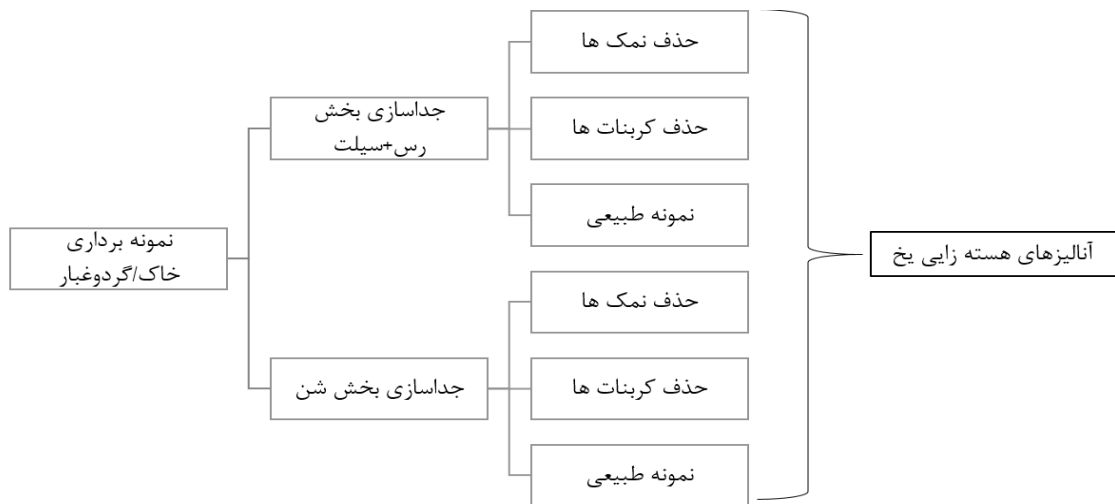 نمونه برداری
خاک/گردوغبار
جداسازی بخش
رس+سیلت
حذف نمک ها
حذف کربنات ها
نمونه طبیعی
جداسازی بخش شن
حذف نمک ها
حذف کربنات ها
نمونه طبیعی
آنالیزهای هسته زایی یخ